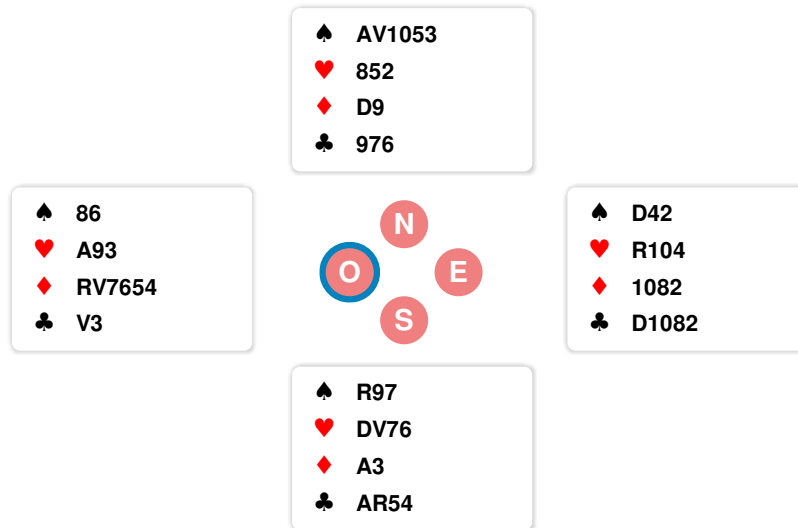 ♠ AV1053
♥ 852
♦ D9
♣ 976
♠ 86
♥ A93
♦ RV7654
♣ V3
N
O E
S
♠ D42
♥ R104
♦ 1082
♣ D1082
♠ R97
♥ DV76
♦ A3
♣ AR54